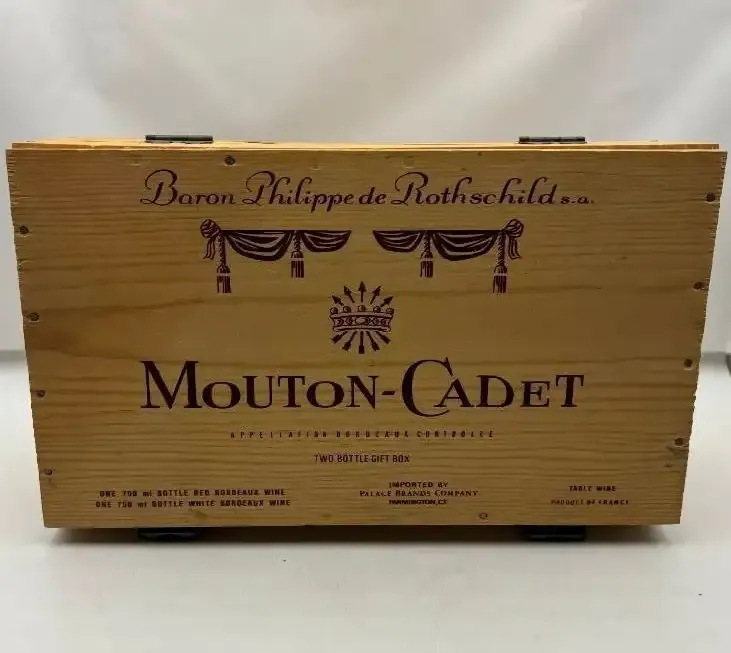 Baron Philippe de Rothschild s.a.
MOUTON-CADET
APPELLATION BORDEAUX CONTROLEE
TWO BOTTLE GIFT BOX
ONE 750 ml BOTTLE RED BORDEAUX WINE
ONE 750 ml BOTTLE WHITE BORDEAUX WINE
IMPORTED BY
PALACE BRANDS COMPANY
FARMINGTON, CT
TABLE WINE
PRODUCT OF FRANCE